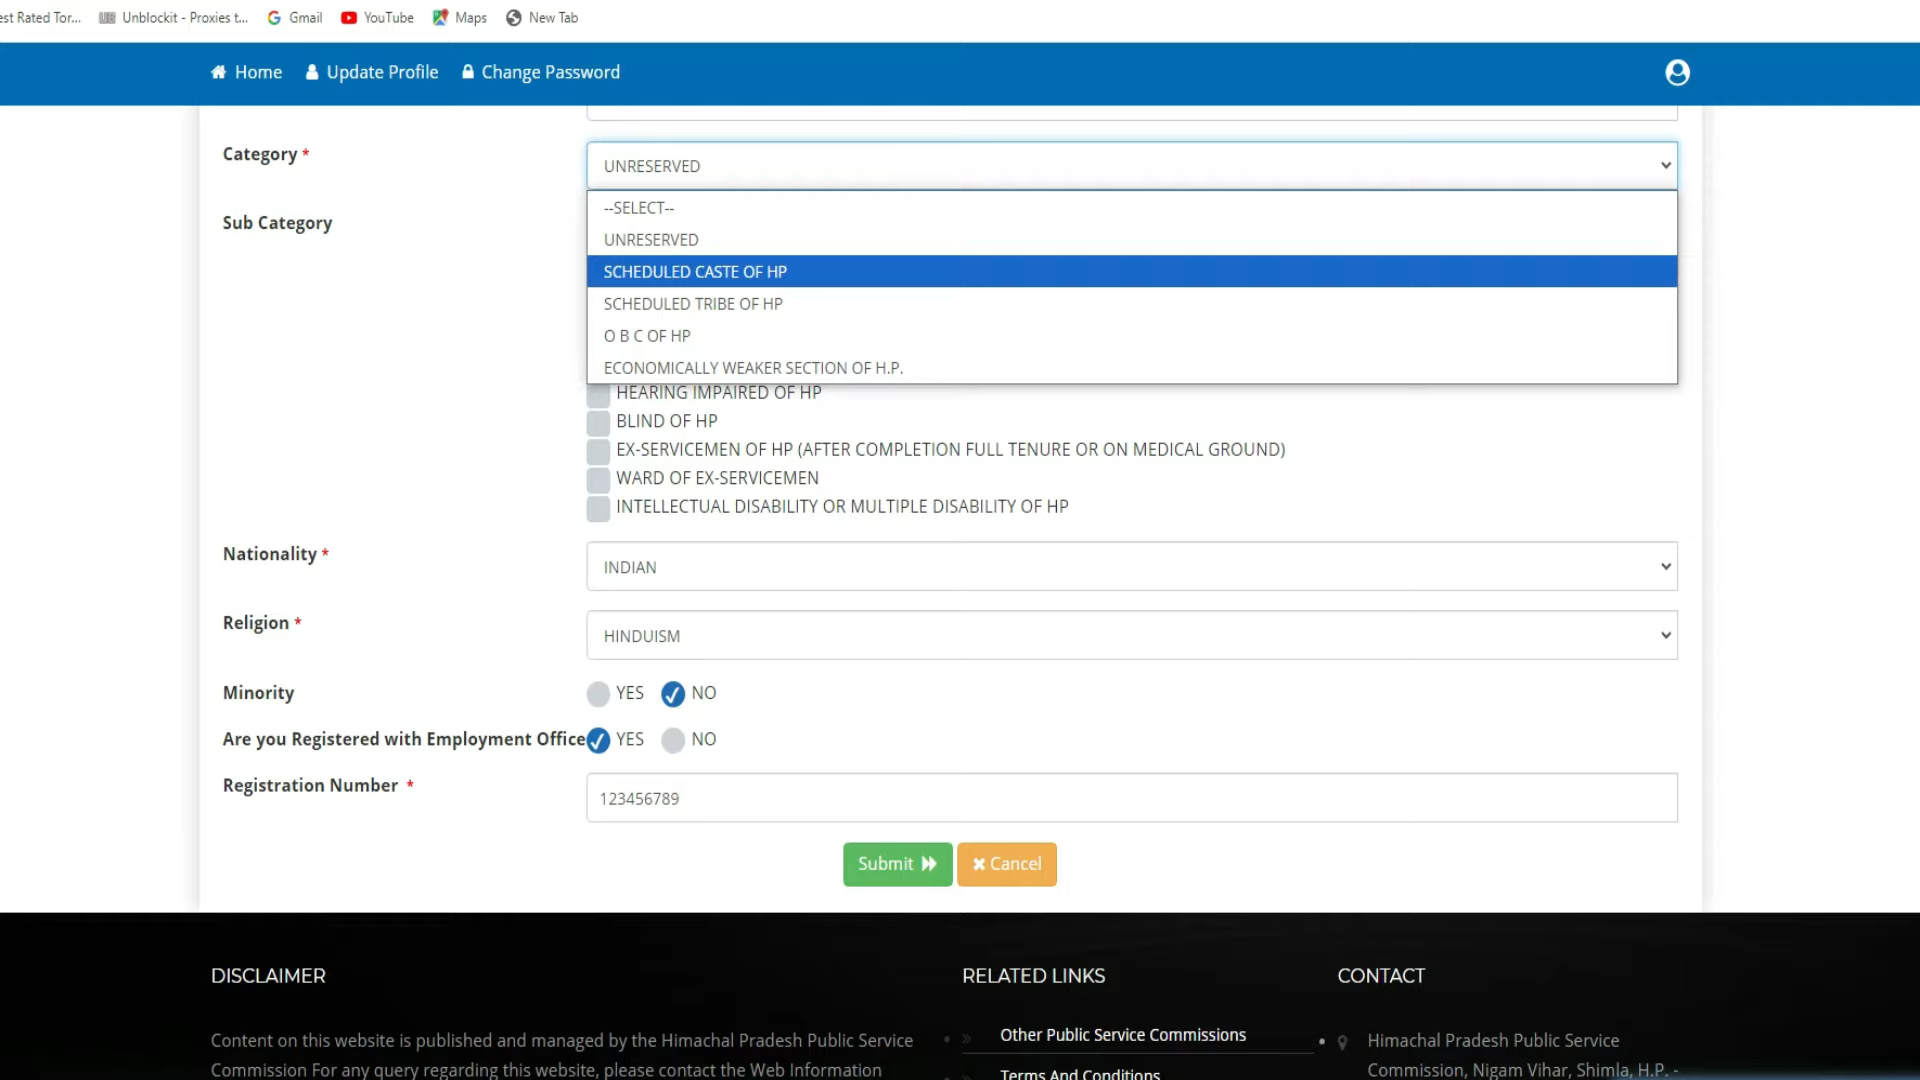 est Rated Tor... Unblockit - Proxies t... Gmail YouTube Maps New Tab
Home Update Profile Change Password
Category *
UNRESERVED
--SELECT--
Sub Category
UNRESERVED
SCHEDULED CASTE OF HP
SCHEDULED TRIBE OF HP
O B C OF HP
ECONOMICALLY WEAKER SECTION OF H.P.
HEARING IMPAIRED OF HP
BLIND OF HP
EX-SERVICEMEN OF HP (AFTER COMPLETION FULL TENURE OR ON MEDICAL GROUND)
WARD OF EX-SERVICEMEN
INTELLECTUAL DISABILITY OR MULTIPLE DISABILITY OF HP
Nationality *
INDIAN
Religion *
HINDUISM
Minority YES NO
Are you Registered with Employment Office YES NO
Registration Number *
123456789
Submit Cancel
DISCLAIMER
Content on this website is published and managed by the Himachal Pradesh Public Service
Commission For any query regarding this website, please contact the Web Information
RELATED LINKS
Other Public Service Commissions
Terms And Conditions
CONTACT
Himachal Pradesh Public Service
Commission, Nigam Vihar, Shimla, H.P. -